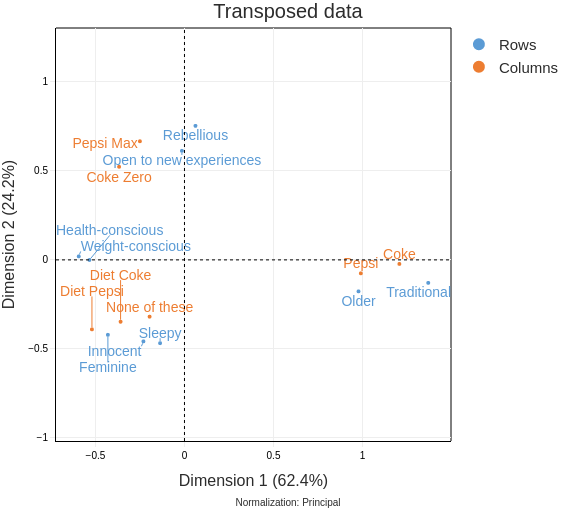 Transposed data
Rows
Columns
Dimension 2 (24.2%)
1
0.5
0
−0.5
−1
Rebellious
Pepsi Max
Open to new experiences
Coke Zero
Health-conscious
Weight-conscious
Coke
Pepsi
Diet Coke
Diet Pepsi
Traditional
Older
None of these
Sleepy
Innocent
Feminine
−0.5
0
0.5
1
Dimension 1 (62.4%)
Normalization: Principal